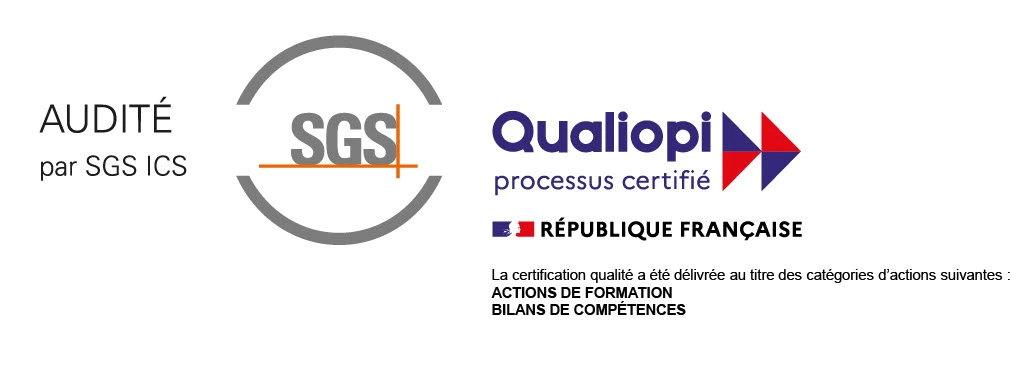 AUDITÉ
par SGS ICS
SGS
Qualiopi
processus certifié
RÉPUBLIQUE FRANÇAISE
La certification qualité a été délivrée au titre des catégories d'actions suivantes :
ACTIONS DE FORMATION
BILANS DE COMPÉTENCES